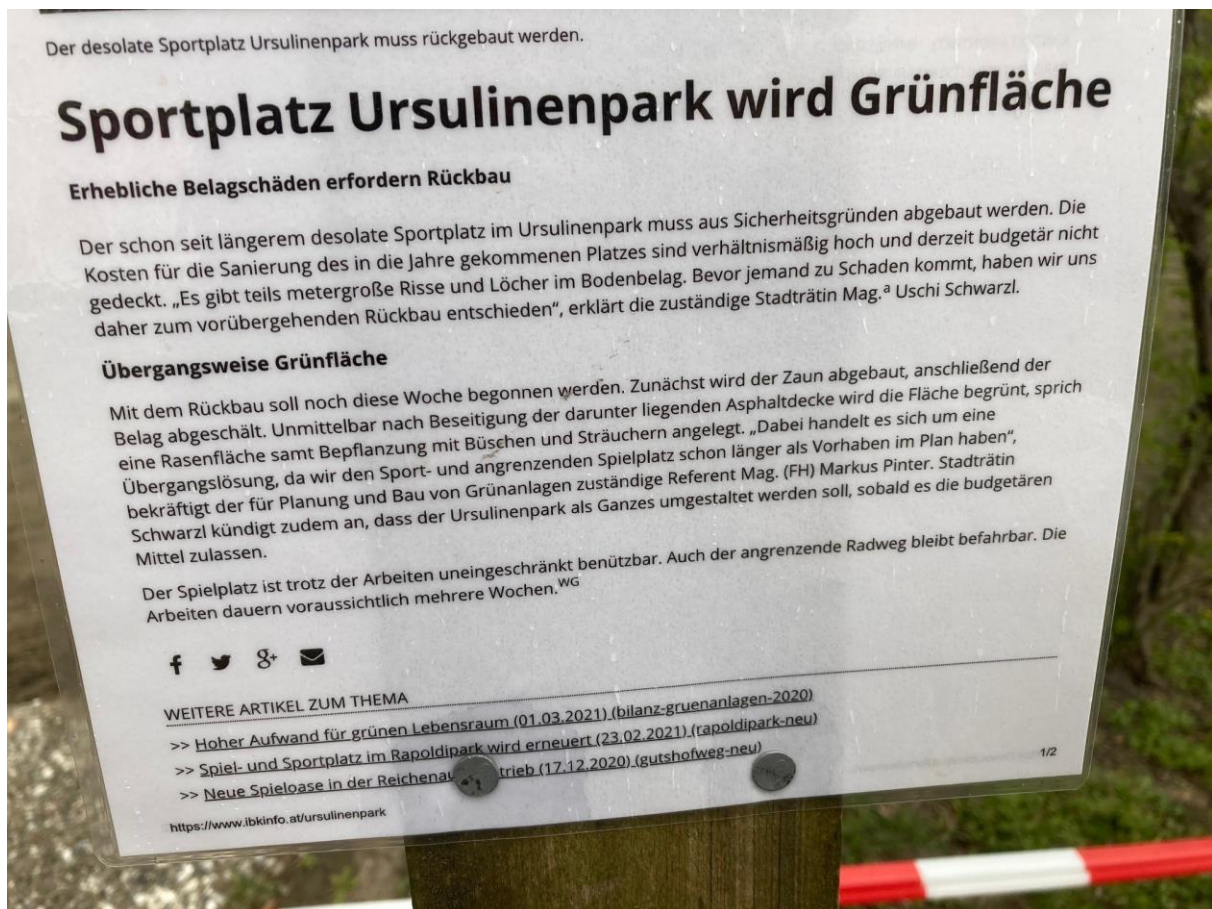 Der desolate Sportplatz Ursulinenpark muss rückgebaut werden.
Sportplatz Ursulinenpark wird Grünfläche
Erhebliche Belagschäden erfordern Rückbau
Der schon seit längerem desolate Sportplatz im Ursulinenpark muss aus Sicherheitsgründen abgebaut werden. Die
Kosten für die Sanierung des in die Jahre gekommenen Platzes sind verhältnismäßig hoch und derzeit budgetär nicht
gedeckt. „Es gibt teils metergroße Risse und Löcher im Bodenbelag. Bevor jemand zu Schaden kommt, haben wir uns
daher zum vorübergehenden Rückbau entschieden“, erklärt die zuständige Stadträtin Mag.ª Uschi Schwarzl.
Übergangsweise Grünfläche
Mit dem Rückbau soll noch diese Woche begonnen werden. Zunächst wird der Zaun abgebaut, anschließend der
Belag abgeschält. Unmittelbar nach Beseitigung der darunter liegenden Asphaltdecke wird die Fläche begrünt, sprich
eine Rasenfläche samt Bepflanzung mit Büschen und Sträuchern angelegt. „Dabei handelt es sich um eine
Übergangslösung, da wir den Sport- und angrenzenden Spielplatz schon länger als Vorhaben im Plan haben“,
bekräftigt der für Planung und Bau von Grünanlagen zuständige Referent Mag. (FH) Markus Pinter. Stadträtin
Schwarzl kündigt zudem an, dass der Ursulinenpark als Ganzes umgestaltet werden soll, sobald es die budgetären
Mittel zulassen.
Der Spielplatz ist trotz der Arbeiten uneingeschränkt benützbar. Auch der angrenzende Radweg bleibt befahrbar. Die
Arbeiten dauern voraussichtlich mehrere Wochen.WG
WEITERE ARTIKEL ZUM THEMA
>> Hoher Aufwand für grünen Lebensraum (01.03.2021) (bilanz-gruenanlagen-2020)
>> Spiel- und Sportplatz im Rapoldipark wird erneuert (23.02.2021) (rapoldipark-neu)
>> Neue Spieloase in der Reichenau trieb (17.12.2020) (gutshofweg-neu)
1/2
https://www.ibkinfo.at/ursulinenpark